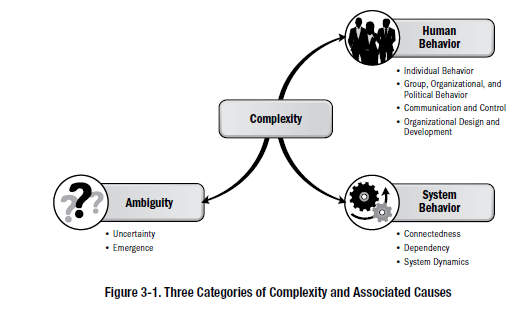 Human
Behavior
• Individual Behavior
• Group, Organizational, and
Political Behavior
• Communication and Control
• Organizational Design and
Development
Complexity
???
Ambiguity
• Uncertainty
• Emergence
System
Behavior
• Connectedness
• Dependency
• System Dynamics
Figure 3-1. Three Categories of Complexity and Associated Causes